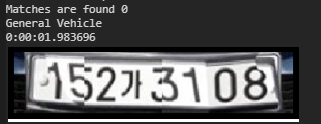 Matches are found 0
General Vehicle
0:00:01.983696
152가3108